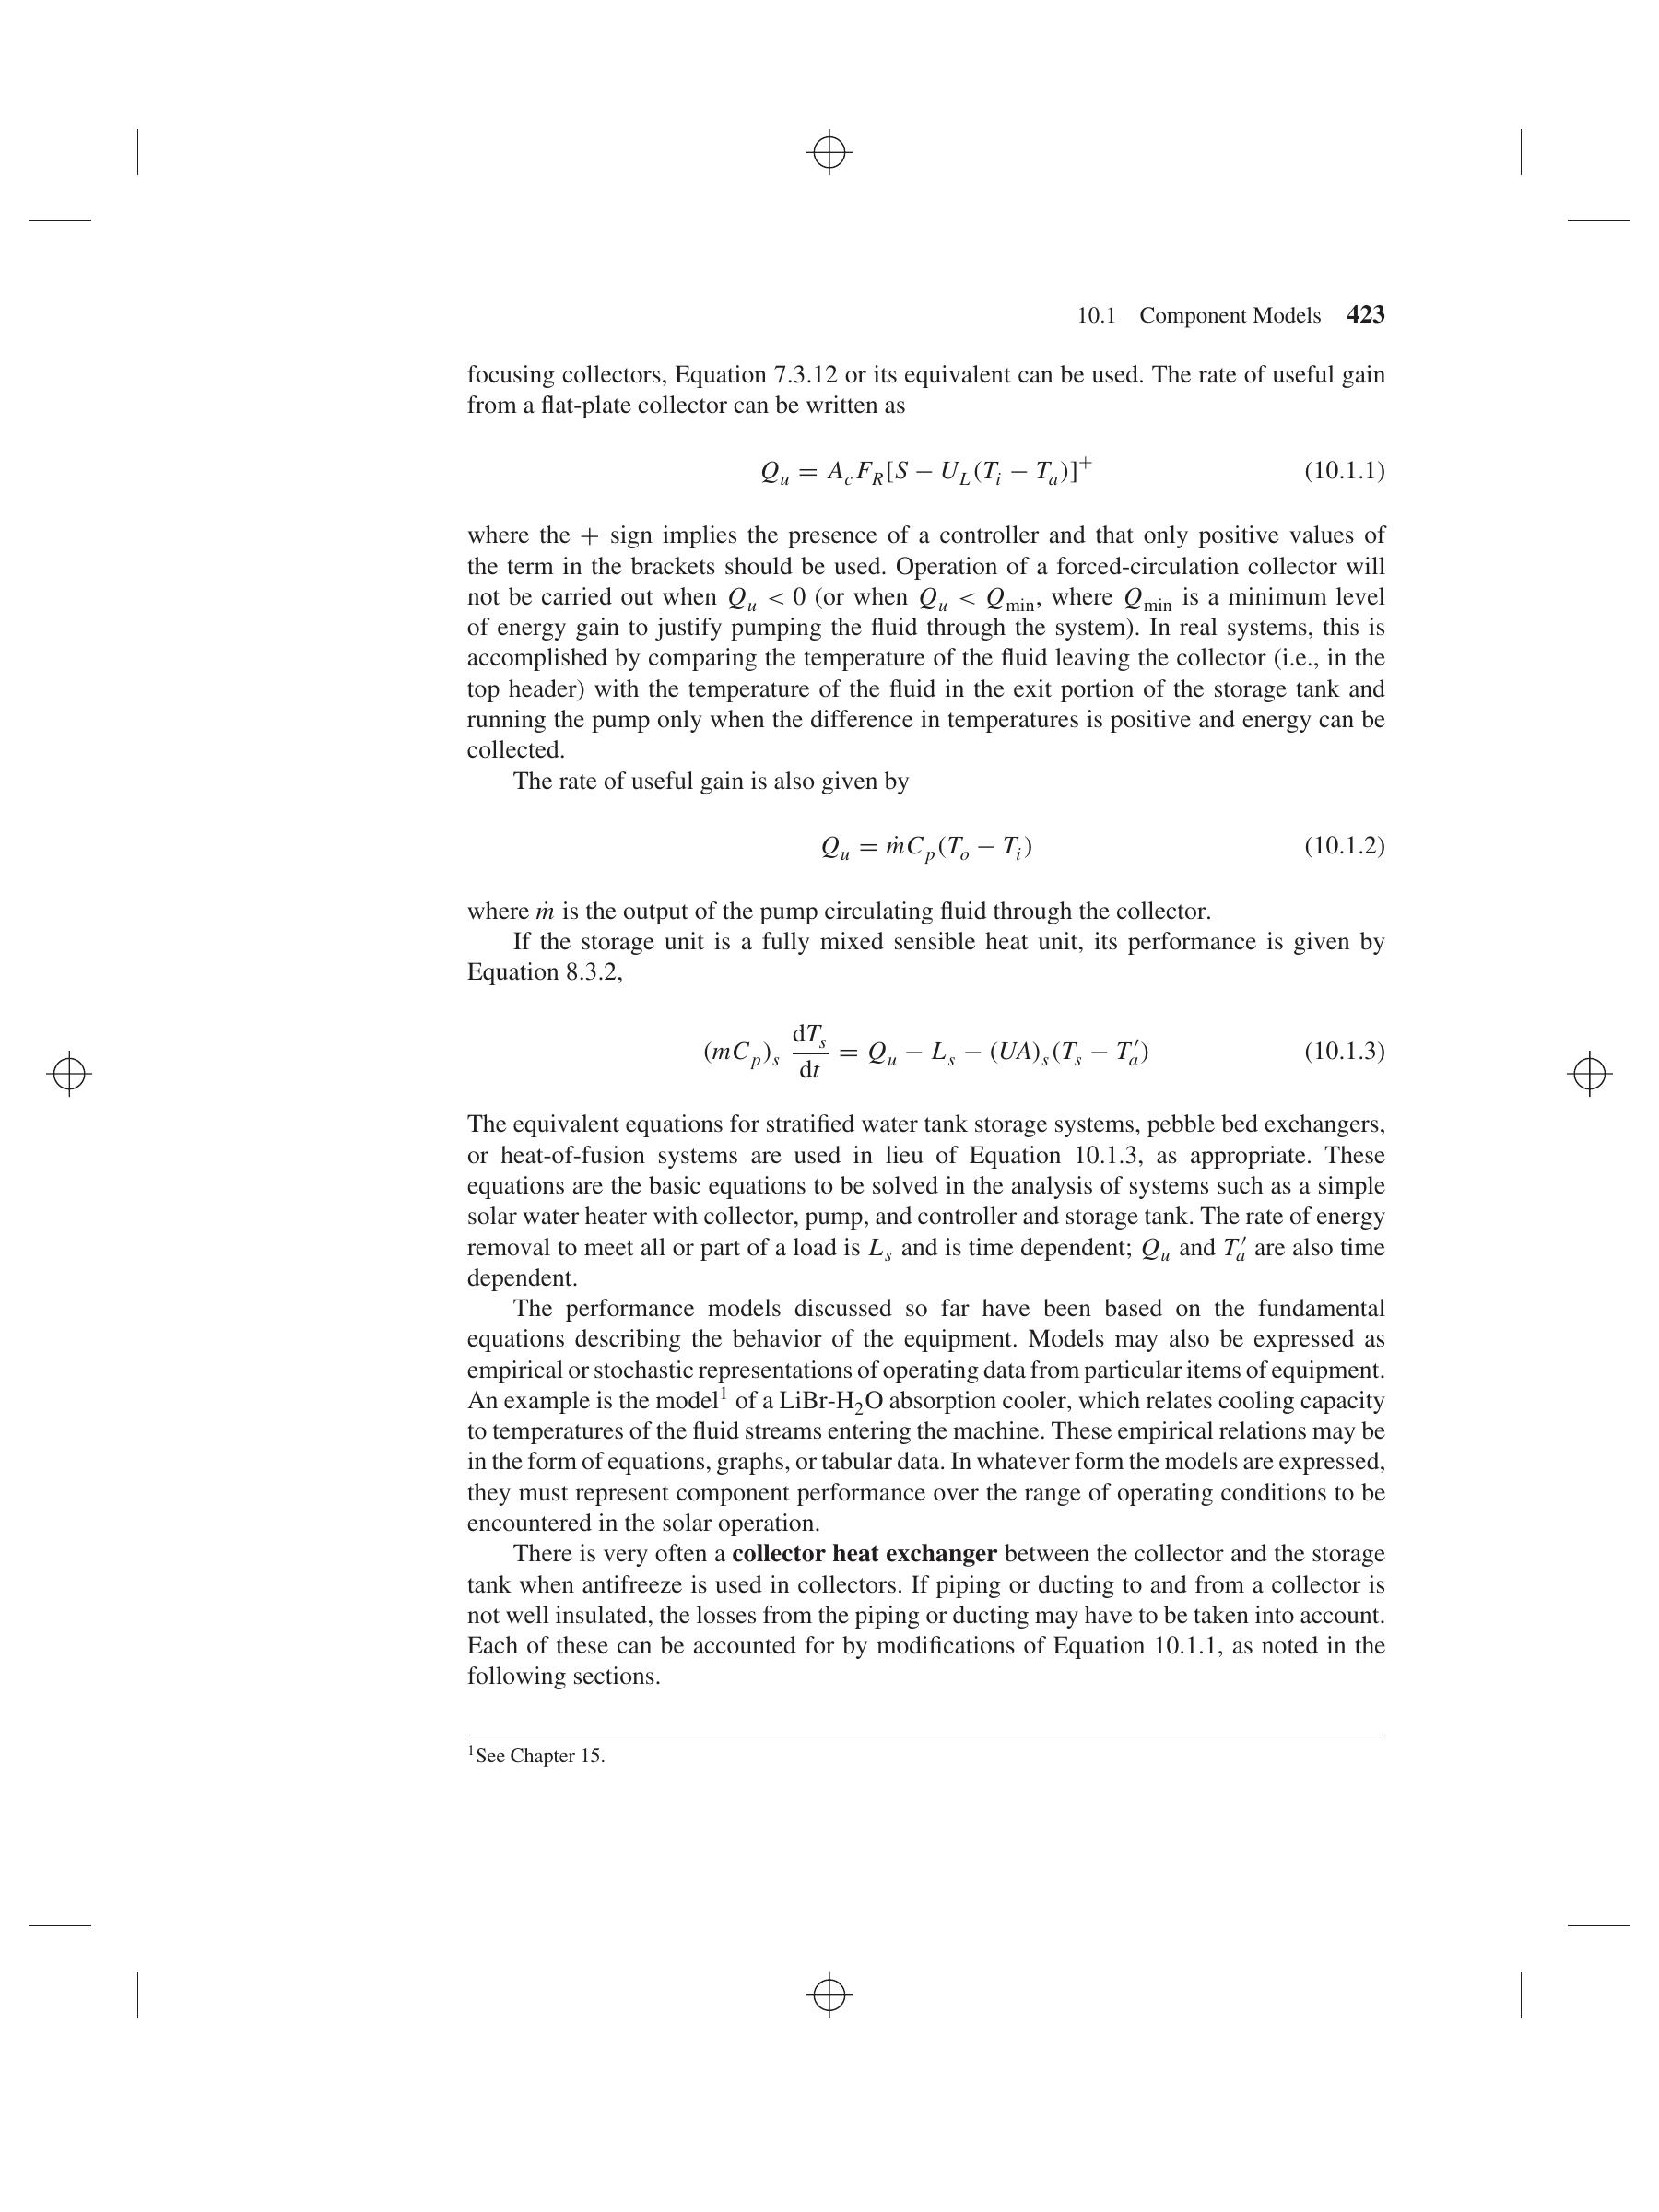 10.1 Component Models 423
focusing collectors, Equation 7.3.12 or its equivalent can be used. The rate of useful gain
from a flat-plate collector can be written as
Q_u = A_c F_R[S − U_L(T_i − T_a)]^+ (10.1.1)
where the + sign implies the presence of a controller and that only positive values of
the term in the brackets should be used. Operation of a forced-circulation collector will
not be carried out when Q_u < 0 (or when Q_u < Q_min, where Q_min is a minimum level
of energy gain to justify pumping the fluid through the system). In real systems, this is
accomplished by comparing the temperature of the fluid leaving the collector (i.e., in the
top header) with the temperature of the fluid in the exit portion of the storage tank and
running the pump only when the difference in temperatures is positive and energy can be
collected.
The rate of useful gain is also given by
Q_u = ṁC_p(T_o − T_i) (10.1.2)
where ṁ is the output of the pump circulating fluid through the collector.
If the storage unit is a fully mixed sensible heat unit, its performance is given by
Equation 8.3.2,
(mC_p)_s dT_s/dt = Q_u − L_s − (UA)_s(T_s − T_a′) (10.1.3)
The equivalent equations for stratified water tank storage systems, pebble bed exchangers,
or heat-of-fusion systems are used in lieu of Equation 10.1.3, as appropriate. These
equations are the basic equations to be solved in the analysis of systems such as a simple
solar water heater with collector, pump, and controller and storage tank. The rate of energy
removal to meet all or part of a load is L_s and is time dependent; Q_u and T_a′ are also time
dependent.
The performance models discussed so far have been based on the fundamental
equations describing the behavior of the equipment. Models may also be expressed as
empirical or stochastic representations of operating data from particular items of equipment.
An example is the model¹ of a LiBr-H₂O absorption cooler, which relates cooling capacity
to temperatures of the fluid streams entering the machine. These empirical relations may be
in the form of equations, graphs, or tabular data. In whatever form the models are expressed,
they must represent component performance over the range of operating conditions to be
encountered in the solar operation.
There is very often a collector heat exchanger between the collector and the storage
tank when antifreeze is used in collectors. If piping or ducting to and from a collector is
not well insulated, the losses from the piping or ducting may have to be taken into account.
Each of these can be accounted for by modifications of Equation 10.1.1, as noted in the
following sections.
¹See Chapter 15.